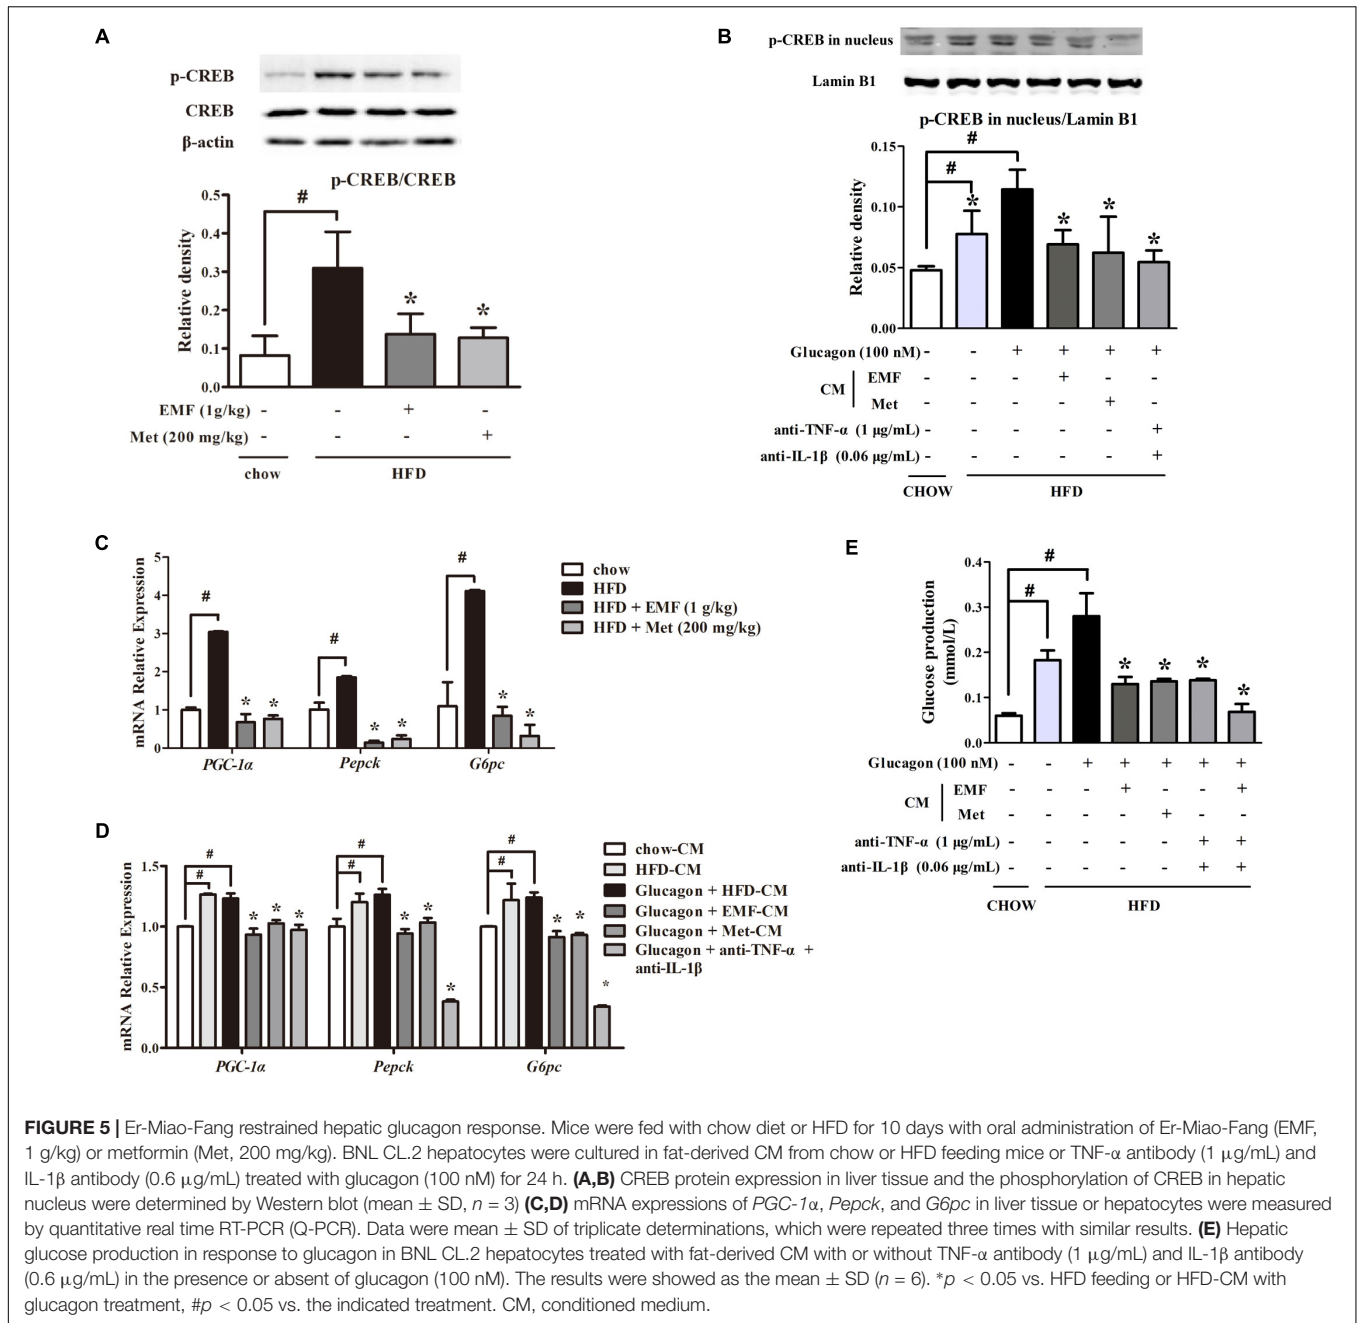 A
p-CREB
CREB
β-actin
p-CREB/CREB
Relative density
0.5
0.4
0.3
0.2
0.1
0.0
#
*
*
EMF (1g/kg) - - + -
Met (200 mg/kg) - - - +
chow HFD
B
p-CREB in nucleus
Lamin B1
p-CREB in nucleus/Lamin B1
Relative density
0.15
0.10
0.05
0.00
#
#
* * * *
Glucagon (100 nM) - - + + + +
CM
EMF - - - + - -
Met - - - - + -
anti-TNF-α (1 μg/mL) - - - - - +
anti-IL-1β (0.06 μg/mL) - - - - - +
CHOW HFD
C
mRNA Relative Expression
5
4
3
2
1
0
# # #
* * * * * *
PGC-1α Pepck G6pc
chow
HFD
HFD + EMF (1 g/kg)
HFD + Met (200 mg/kg)
D
mRNA Relative Expression
1.5
1.0
0.5
0.0
# # #
# # #
* * * * * * * * *
PGC-1α Pepck G6pc
chow-CM
HFD-CM
Glucagon + HFD-CM
Glucagon + EMF-CM
Glucagon + Met-CM
Glucagon + anti-TNF-α +
anti-IL-1β
E
Glucose production
(mmol/L)
0.4
0.3
0.2
0.1
0.0
#
#
* * * *
Glucagon (100 nM) - - + + + + +
CM
EMF - - - + - - +
Met - - - - + - -
anti-TNF-α (1 μg/mL) - - - - - + +
anti-IL-1β (0.06 μg/mL) - - - - - + +
CHOW HFD
FIGURE 5 | Er-Miao-Fang restrained hepatic glucagon response. Mice were fed with chow diet or HFD for 10 days with oral administration of Er-Miao-Fang (EMF,
1 g/kg) or metformin (Met, 200 mg/kg). BNL CL.2 hepatocytes were cultured in fat-derived CM from chow or HFD feeding mice or TNF-α antibody (1 μg/mL) and
IL-1β antibody (0.6 μg/mL) treated with glucagon (100 nM) for 24 h. (A,B) CREB protein expression in liver tissue and the phosphorylation of CREB in hepatic
nucleus were determined by Western blot (mean ± SD, n = 3) (C,D) mRNA expressions of PGC-1α, Pepck, and G6pc in liver tissue or hepatocytes were measured
by quantitative real time RT-PCR (Q-PCR). Data were mean ± SD of triplicate determinations, which were repeated three times with similar results. (E) Hepatic
glucose production in response to glucagon in BNL CL.2 hepatocytes treated with fat-derived CM with or without TNF-α antibody (1 μg/mL) and IL-1β antibody
(0.6 μg/mL) in the presence or absent of glucagon (100 nM). The results were showed as the mean ± SD (n = 6). *p < 0.05 vs. HFD feeding or HFD-CM with
glucagon treatment, #p < 0.05 vs. the indicated treatment. CM, conditioned medium.